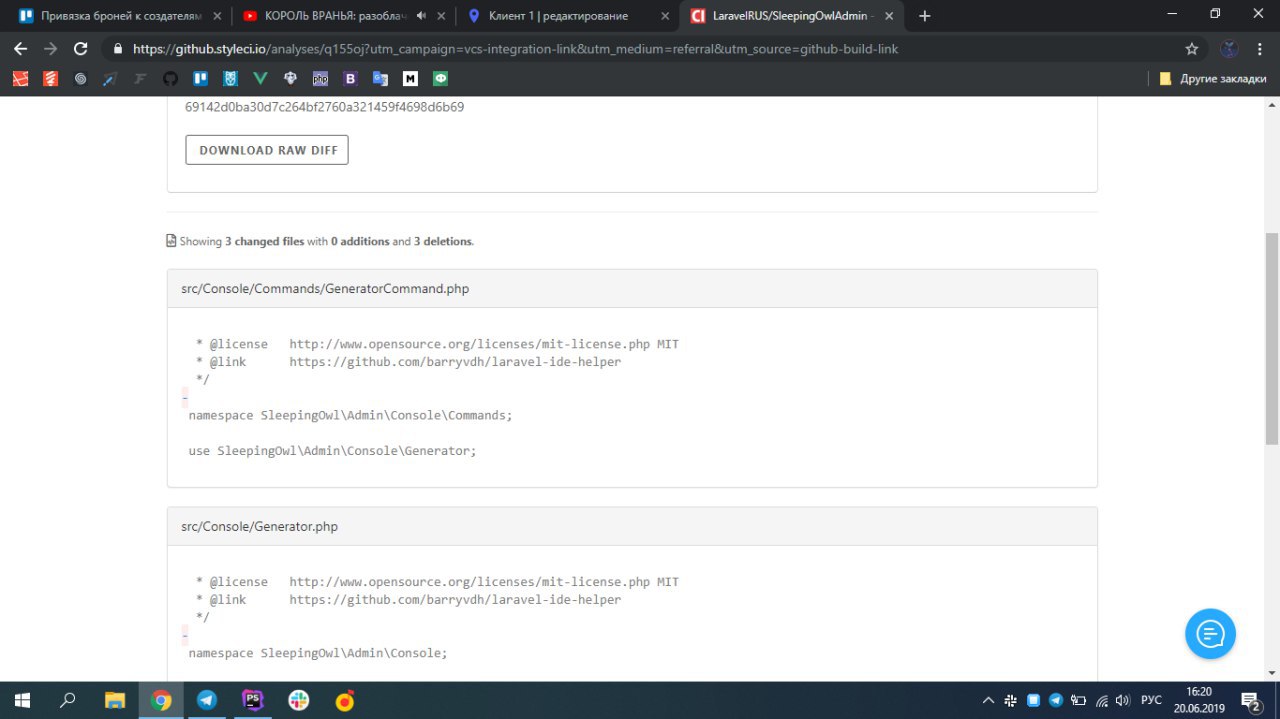 Привязка броней к создателям
КОРОЛЬ ВРАНЬЯ: разоблач
Клиент 1 | редактирование
CI
LaravelRUS/SleepingOwlAdmin -
https://github.styleci.io/analyses/q155oj?utm_campaign=vcs-integration-link&utm_medium=referral&utm_source=github-build-link
php
B
M
Другие закладки
69142d0ba30d7c264bf2760a321459f4698d6b69
DOWNLOAD RAW DIFF
Showing 3 changed files with 0 additions and 3 deletions.
src/Console/Commands/GeneratorCommand.php
* @license   http://www.opensource.org/licenses/mit-license.php MIT
* @link      https://github.com/barryvdh/laravel-ide-helper
*/
-
namespace SleepingOwl\Admin\Console\Commands;
use SleepingOwl\Admin\Console\Generator;
src/Console/Generator.php
* @license   http://www.opensource.org/licenses/mit-license.php MIT
* @link      https://github.com/barryvdh/laravel-ide-helper
*/
-
namespace SleepingOwl\Admin\Console;
PS
РУС
16:20
20.06.2019
2